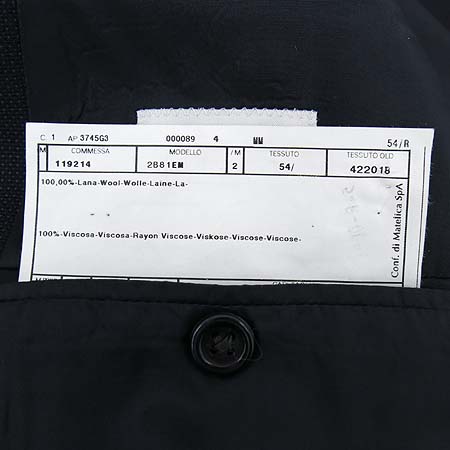 C. 1 AP 3745G3 000089 4 MM 54/R
M COMMESSA MODELLO /M TESSUTO TESSUTO OLD
119214 2881EM 2 54/ 422018
100,00%-Lana-Wool-Wolle-Laine-La-
100%-Viscosa-Viscosa-Rayon Viscose-Viskose-Viscose-Viscose-
Conf. di Matelica SpA